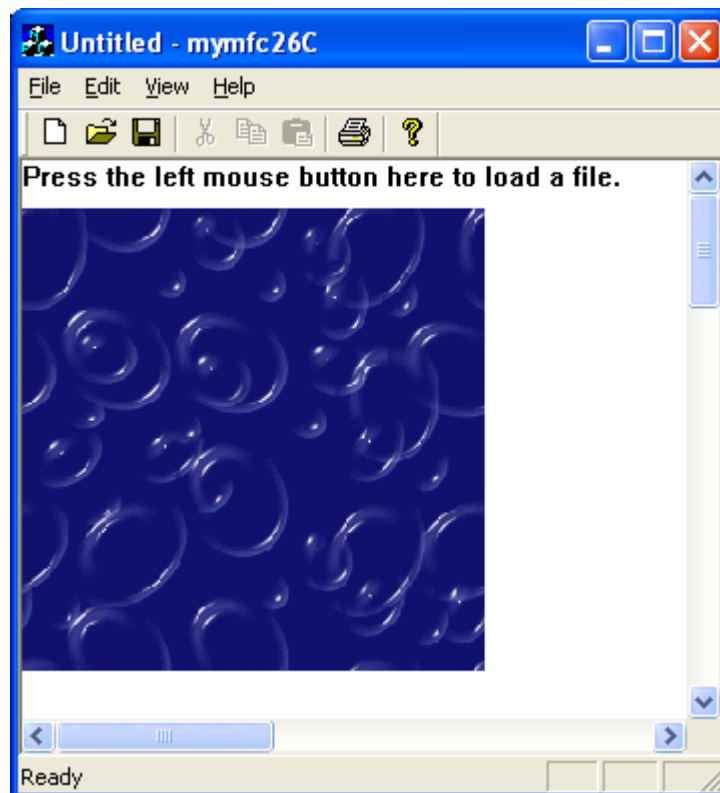 Untitled - mymfc26C
File Edit View Help
Press the left mouse button here to load a file.
Ready